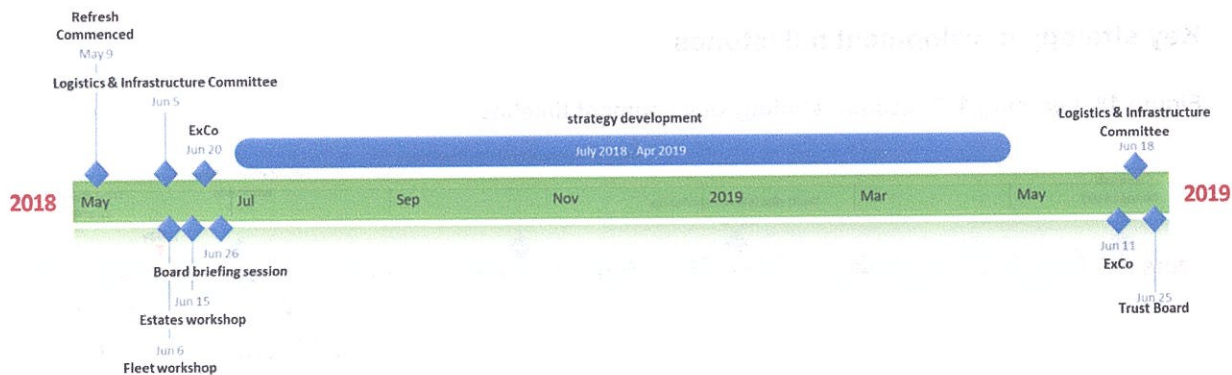 Refresh
Commenced
May 9
Logistics & Infrastructure Committee
Jun 5
ExCo
Jun 20
strategy development
July 2018 - Apr 2019
Logistics & Infrastructure
Committee
Jun 18
2018
May
Jul
Sep
Nov
2019
Mar
May
2019
Jun 26
Board briefing session
Jun 15
Estates workshop
Jun 6
Fleet workshop
Jun 11
ExCo
Jun 25
Trust Board